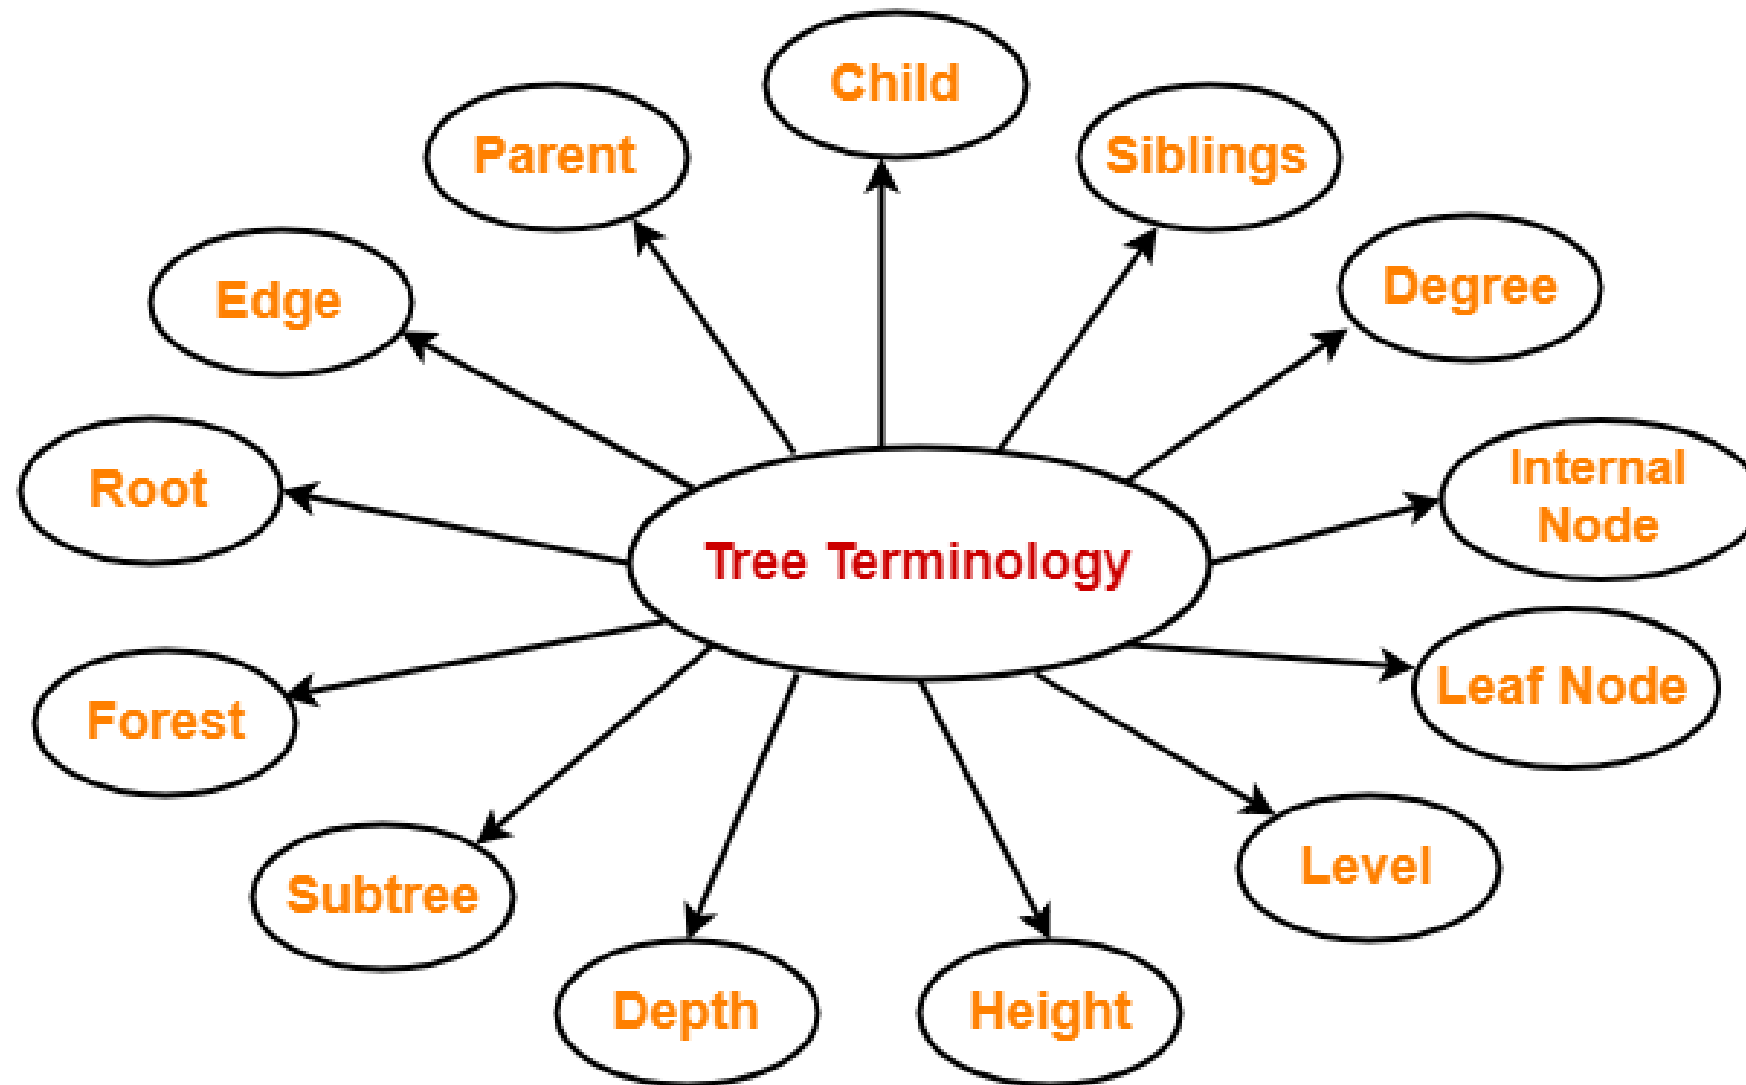 Child
Parent
Siblings
Edge
Degree
Root
Internal
Node
Tree Terminology
Forest
Leaf Node
Subtree
Level
Depth
Height